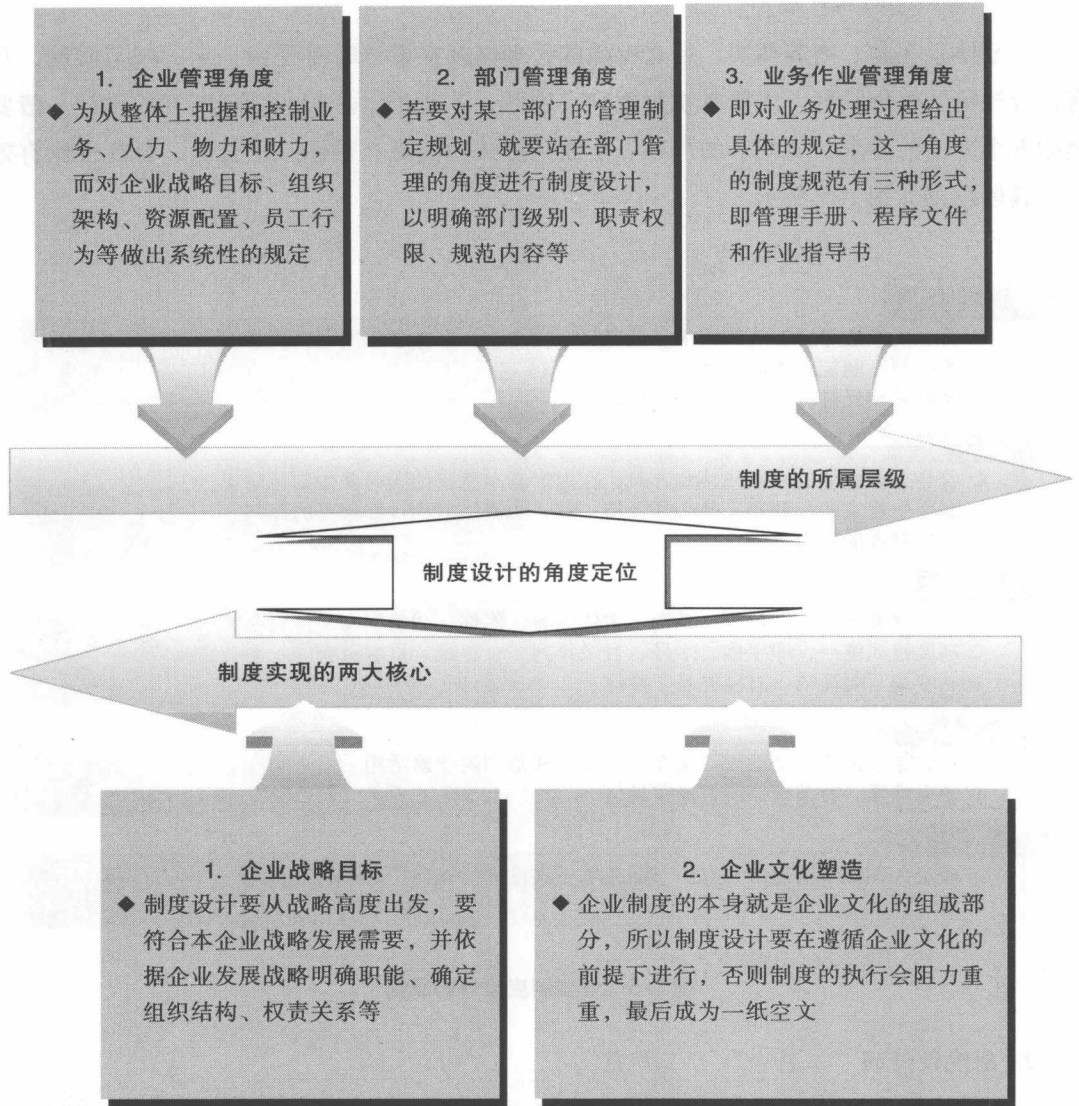 1. 企业管理角度
◆ 为从整体上把握和控制业
务、人力、物力和财力，
而对企业战略目标、组织
架构、资源配置、员工行
为等做出系统性的规定
2. 部门管理角度
◆ 若要对某一部门的管理制
定规划，就要站在部门管
理的角度进行制度设计，
以明确部门级别、职责权
限、规范内容等
3. 业务作业管理角度
◆ 即对业务处理过程给出
具体的规定，这一角度
的制度规范有三种形式，
即管理手册、程序文件
和作业指导书
制度的所属层级
制度设计的角度定位
制度实现的两大核心
1. 企业战略目标
◆ 制度设计要从战略高度出发，要
符合本企业战略发展需要，并依
据企业发展战略明确职能、确定
组织结构、权责关系等
2. 企业文化塑造
◆ 企业制度的本身就是企业文化的组成部
分，所以制度设计要在遵循企业文化的
前提下进行，否则制度的执行会阻力重
重，最后成为一纸空文